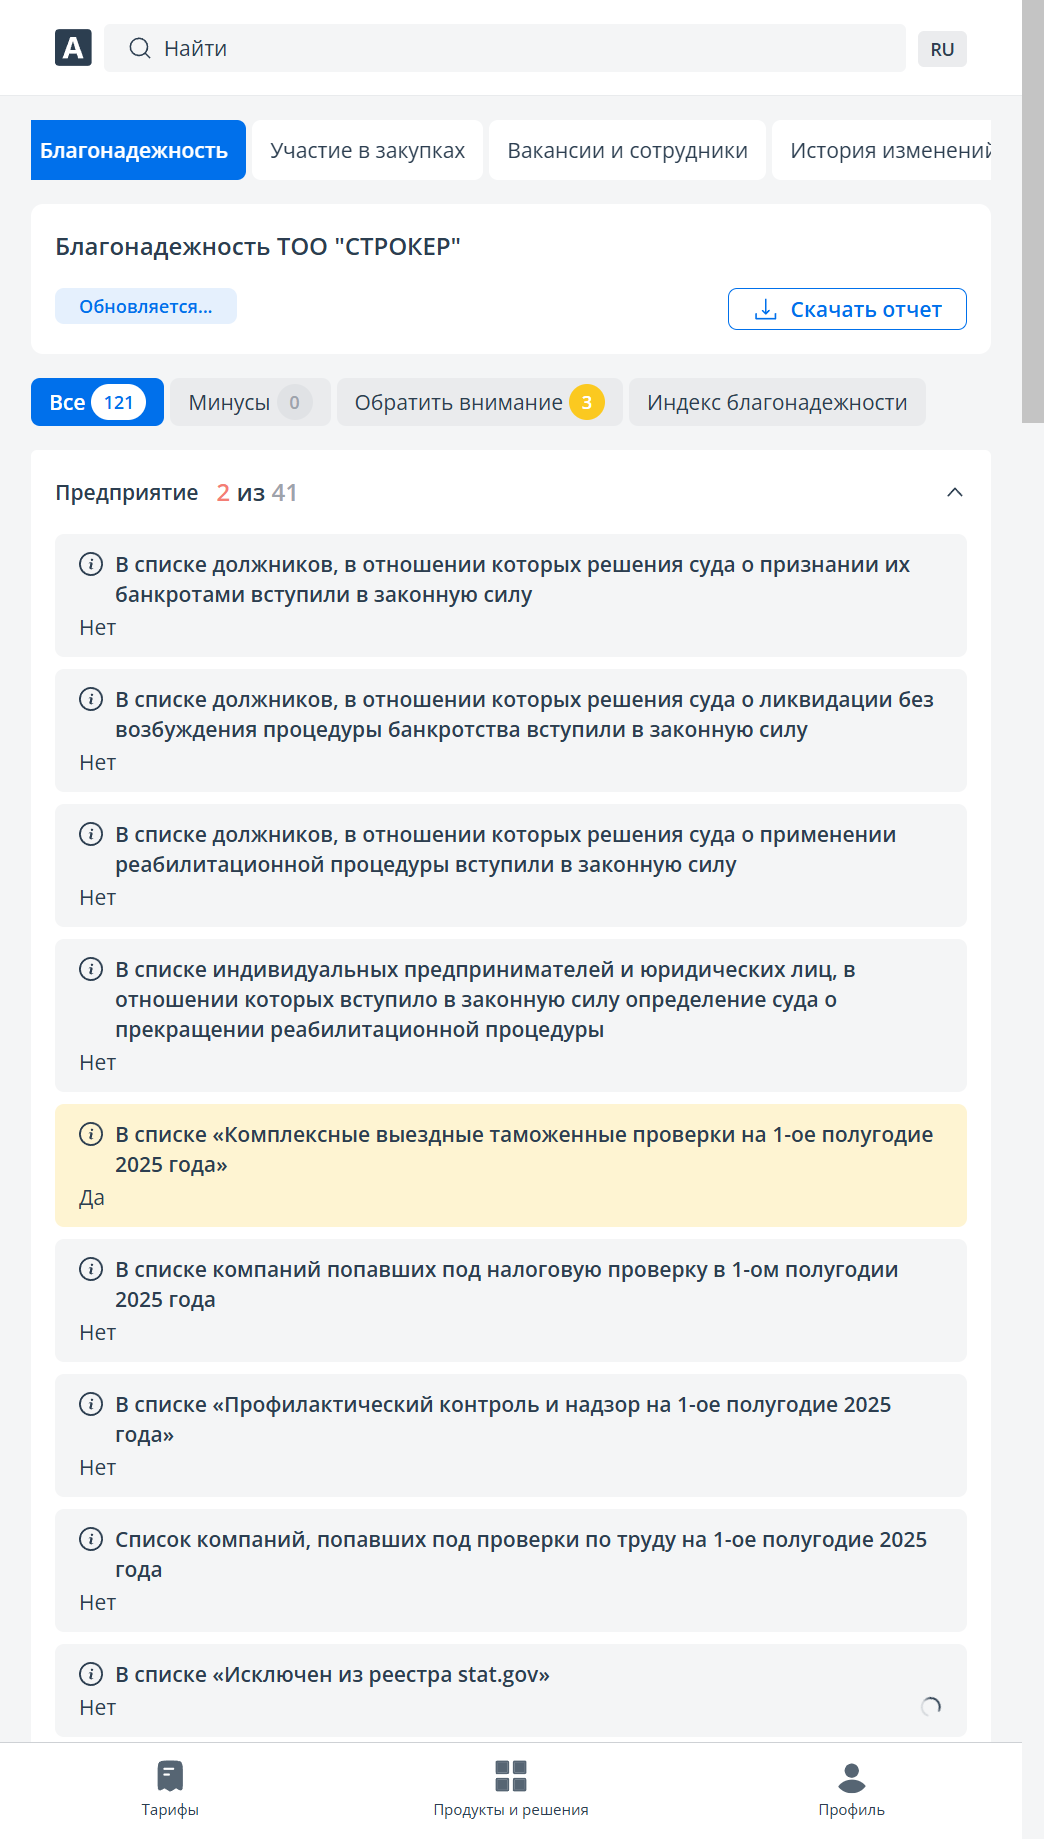 A
Найти
RU
Благонадежность
Участие в закупках
Вакансии и сотрудники
История изменений
Благонадежность ТОО "СТРОКЕР"
Обновляется...
Скачать отчет
Все 121
Минусы 0
Обратить внимание 3
Индекс благонадежности
Предприятие 2 из 41
В списке должников, в отношении которых решения суда о признании их
банкротами вступили в законную силу
Нет
В списке должников, в отношении которых решения суда о ликвидации без
возбуждения процедуры банкротства вступили в законную силу
Нет
В списке должников, в отношении которых решения суда о применении
реабилитационной процедуры вступили в законную силу
Нет
В списке индивидуальных предпринимателей и юридических лиц, в
отношении которых вступило в законную силу определение суда о
прекращении реабилитационной процедуры
Нет
В списке «Комплексные выездные таможенные проверки на 1-ое полугодие
2025 года»
Да
В списке компаний попавших под налоговую проверку в 1-ом полугодии
2025 года
Нет
В списке «Профилактический контроль и надзор на 1-ое полугодие 2025
года»
Нет
Список компаний, попавших под проверки по труду на 1-ое полугодие 2025
года
Нет
В списке «Исключен из реестра stat.gov»
Нет
Тарифы
Продукты и решения
Профиль